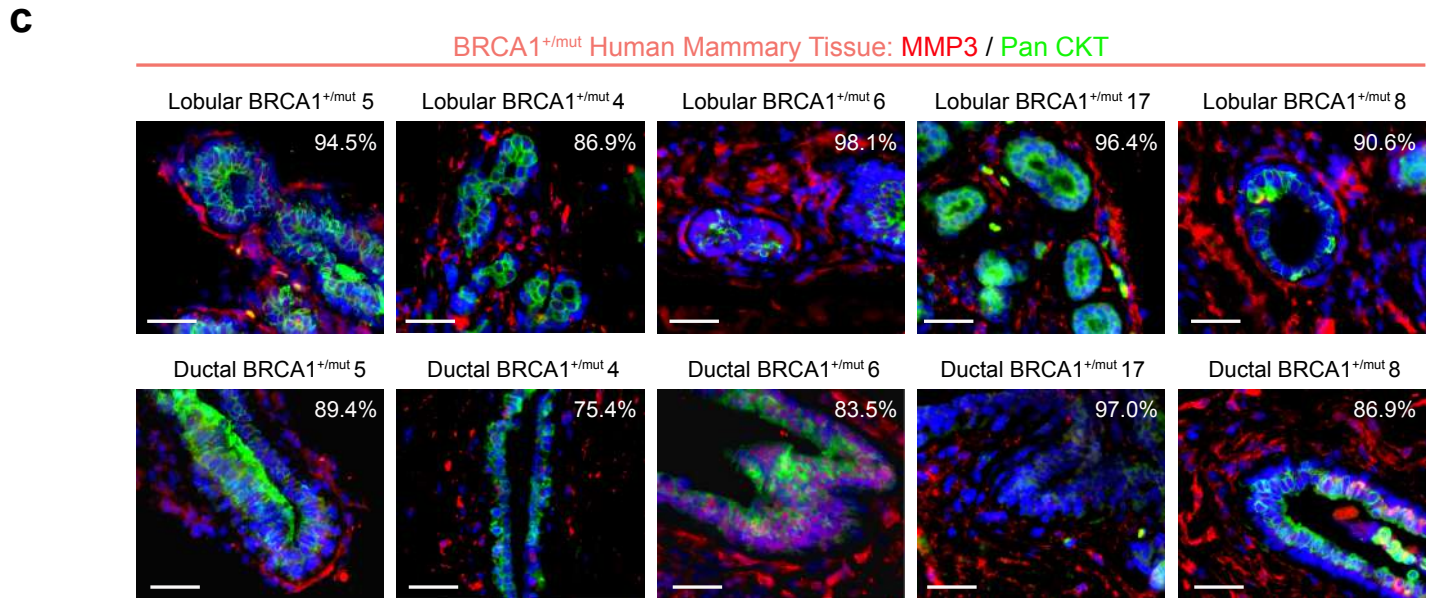 c
BRCA1+/mut Human Mammary Tissue: MMP3 / Pan CKT
Lobular BRCA1+/mut 5
Lobular BRCA1+/mut 4
Lobular BRCA1+/mut 6
Lobular BRCA1+/mut 17
Lobular BRCA1+/mut 8
94.5%
86.9%
98.1%
96.4%
90.6%
Ductal BRCA1+/mut 5
Ductal BRCA1+/mut 4
Ductal BRCA1+/mut 6
Ductal BRCA1+/mut 17
Ductal BRCA1+/mut 8
89.4%
75.4%
83.5%
97.0%
86.9%